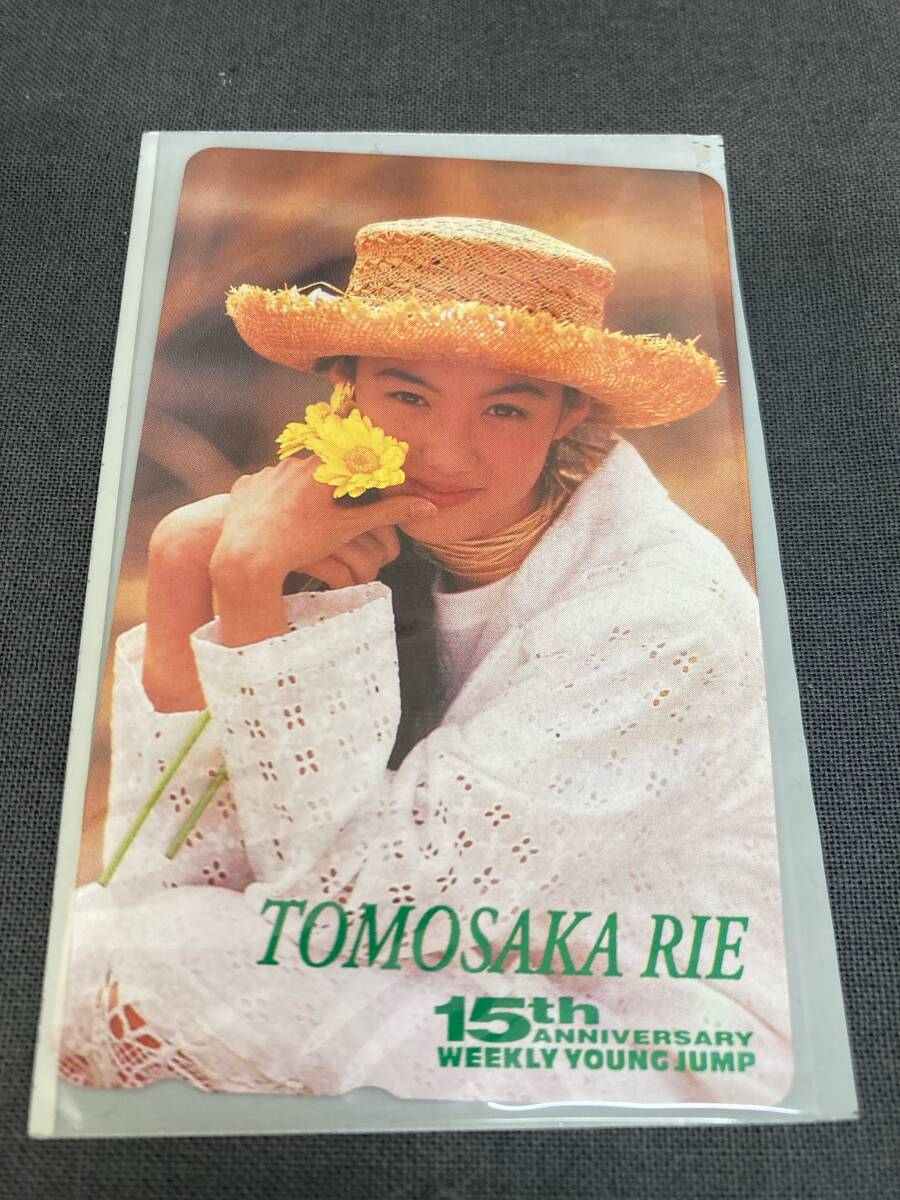 TOMOSAKA RIE
15th
ANNIVERSARY
WEEKLY YOUNG JUMP